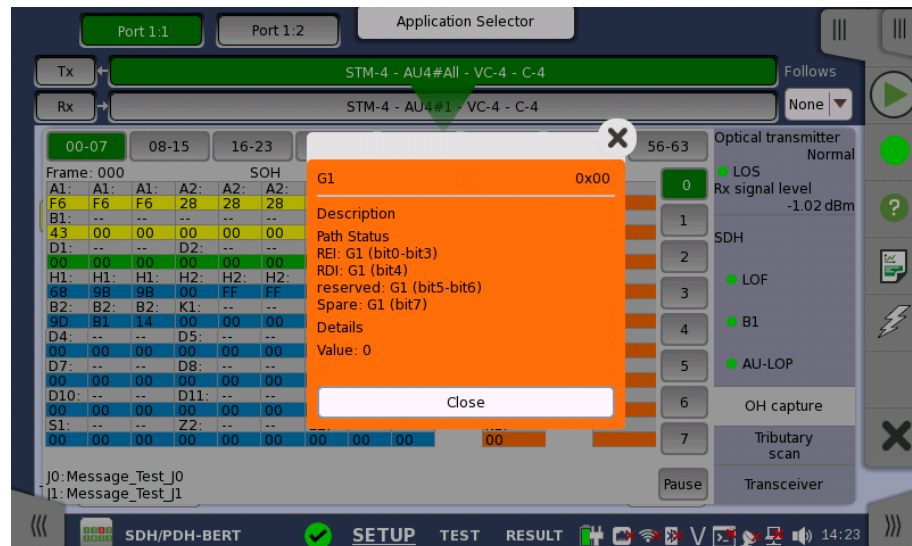 Application Selector
Port 1:1 Port 1:2
Tx STM-4 - AU4#All - VC-4 - C-4 Follows
Rx STM-4 - AU4#1 - VC-4 - C-4 None
00-07 08-15 16-23 56-63
Optical transmitter
Normal
LOS
Rx signal level
-1.02 dBm
SDH
LOF
B1
AU-LOP
OH capture
Tributary
scan
Transceiver
Frame: 000 SOH
A1: A1: A1: A2: A2: A2:
F6 F6 F6 28 28 28
B1: -- -- -- -- --
43 00 00 00 00 00
D1: -- -- D2: -- --
00 00 00 00 00 00
H1: H1: H1: H2: H2: H2:
68 9B 9B 00 FF FF
B2: B2: B2: K1: -- --
9D B1 14 00 00 00
D4: -- -- D5: -- --
00 00 00 00 00 00
D7: -- -- D8: -- --
00 00 00 00 00 00
D10: -- -- D11: -- --
00 00 00 00 00 00
S1: -- -- Z2: -- --
00 00 00 00 00 00 00 00 00 00
G1 0x00
Description
Path Status
REI: G1 (bit0-bit3)
RDI: G1 (bit4)
reserved: G1 (bit5-bit6)
Spare: G1 (bit7)
Details
Value: 0
Close
0
1
2
3
4
5
6
7
Pause
J0: Message_Test_J0
J1: Message_Test_J1
SDH/PDH-BERT SETUP TEST RESULT 14:23